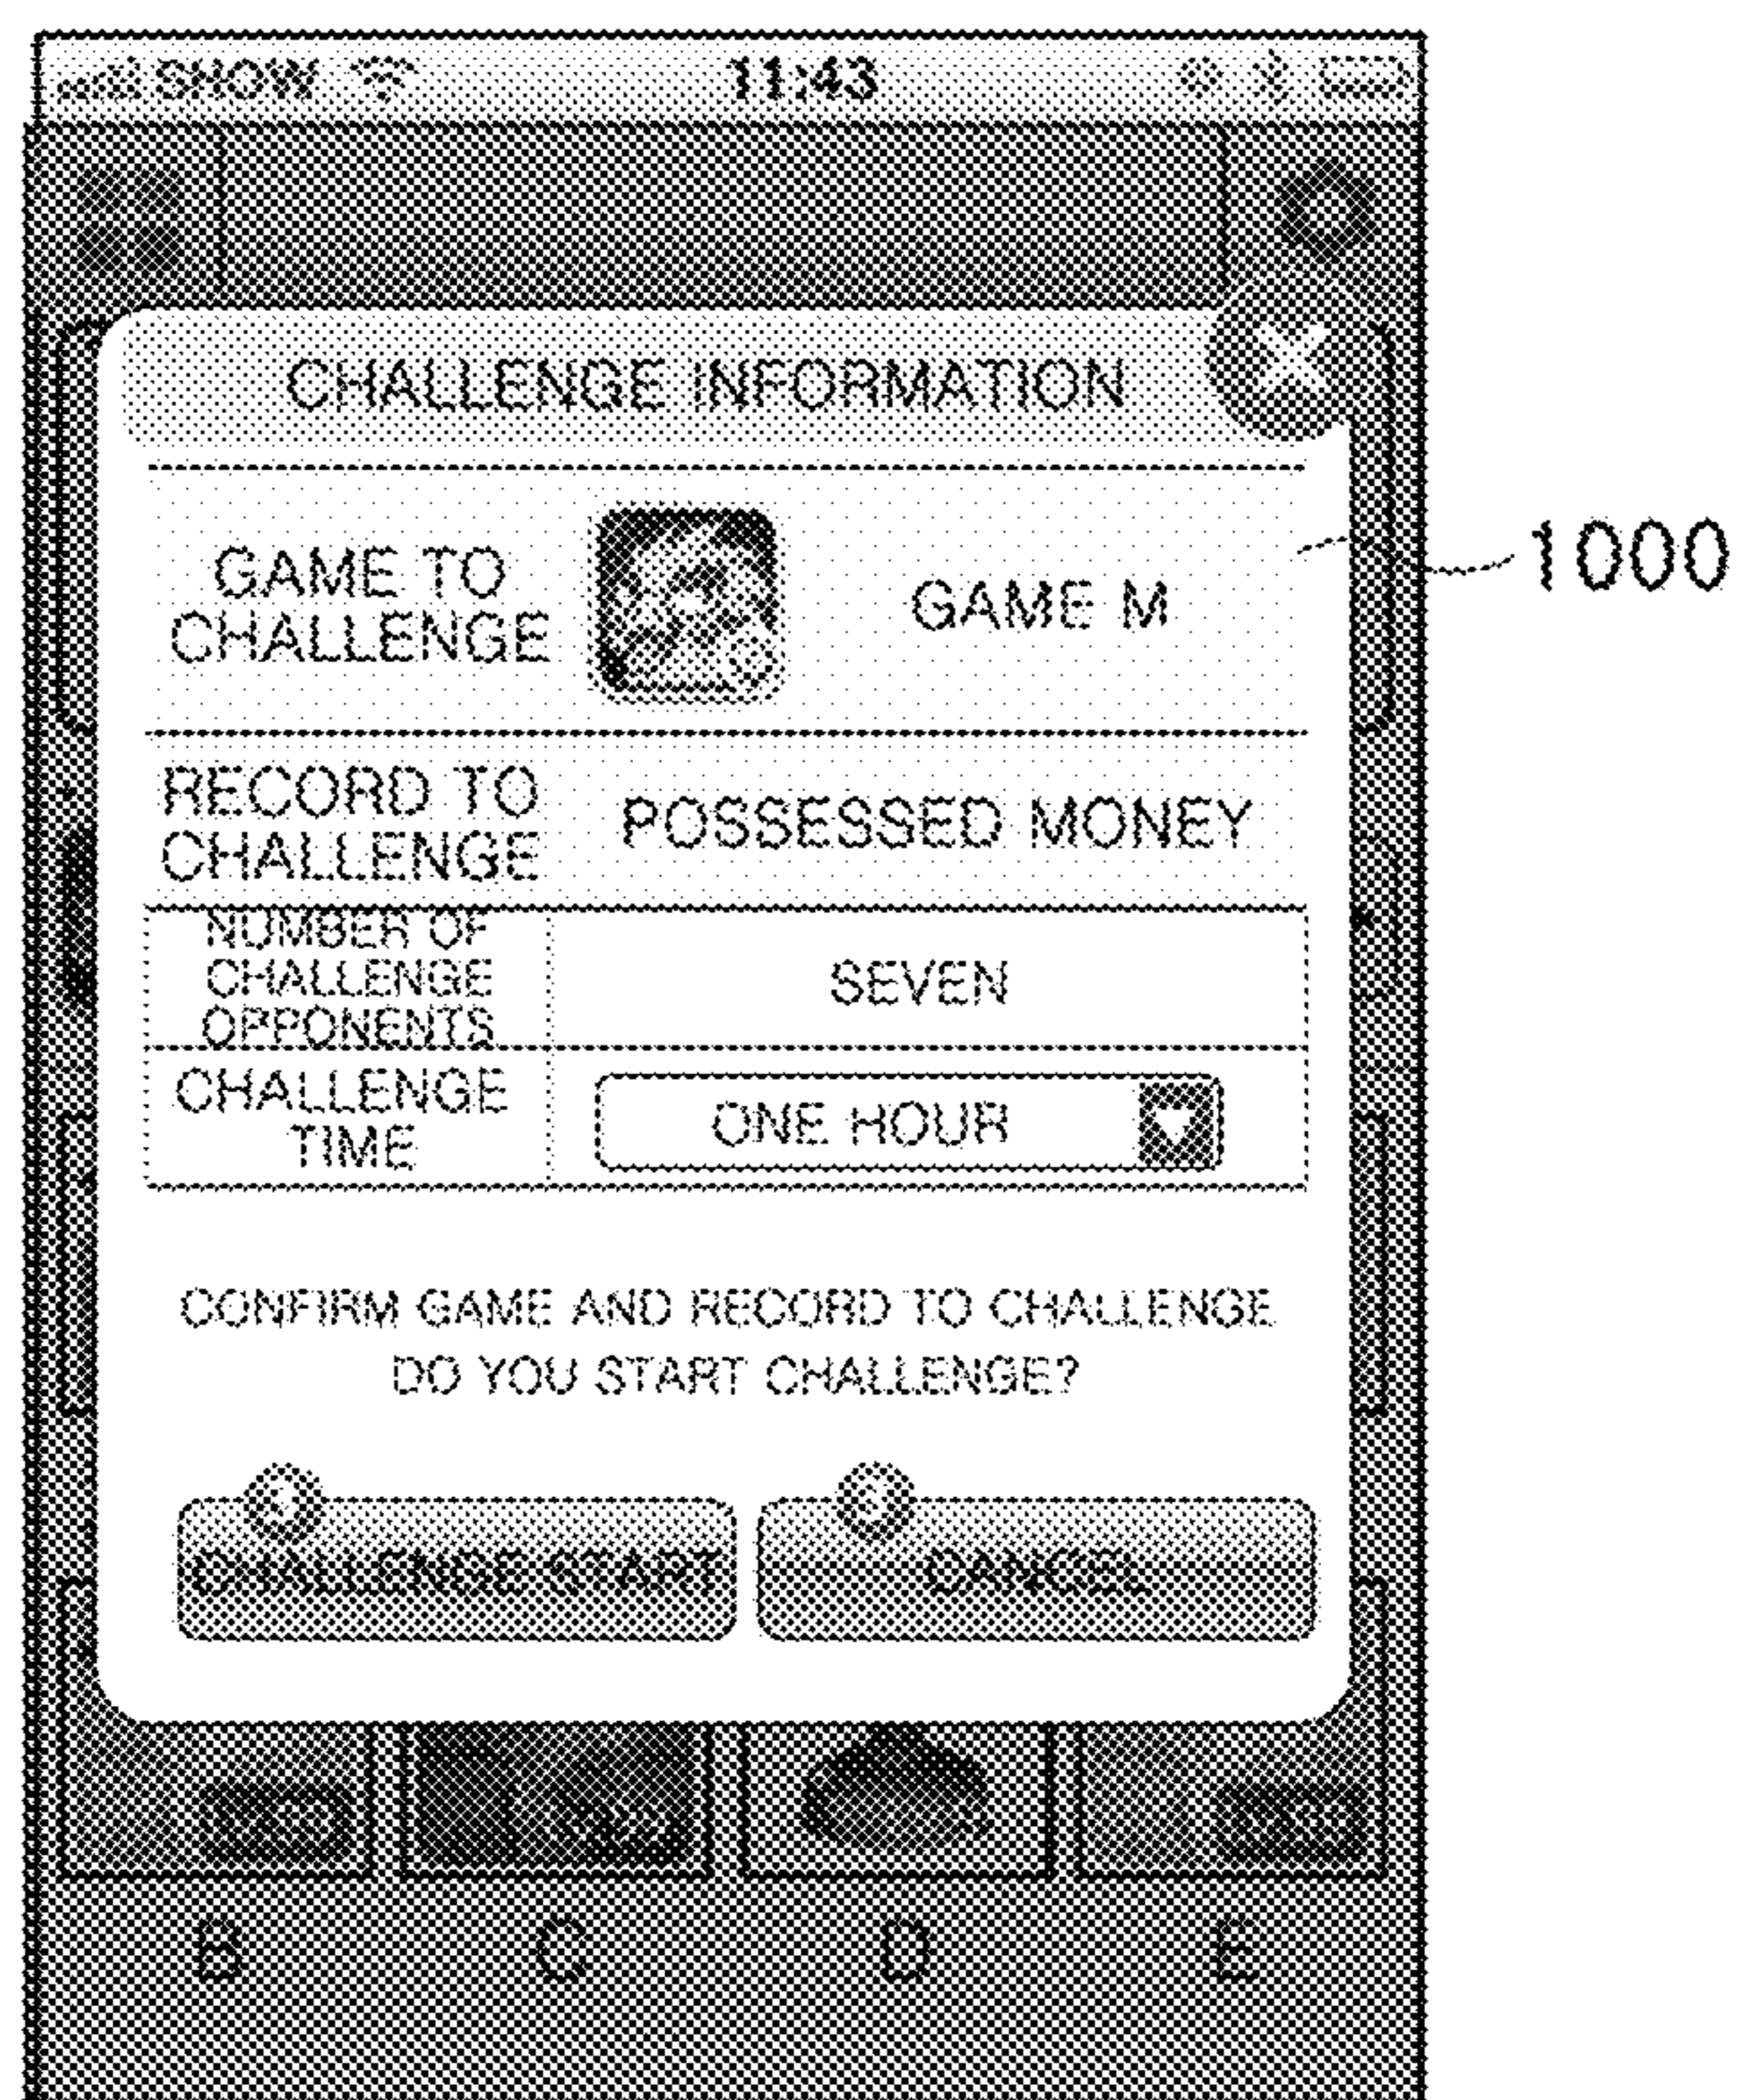 SHOW 11:43
CHALLENGE INFORMATION
GAME TO
CHALLENGE
GAME M
1000
RECORD TO
CHALLENGE
POSSESSED MONEY
NUMBER OF
CHALLENGE
OPPONENTS
SEVEN
CHALLENGE
TIME
ONE HOUR
CONFIRM GAME AND RECORD TO CHALLENGE
DO YOU START CHALLENGE?
CHALLENGE START
CANCEL
B C D E